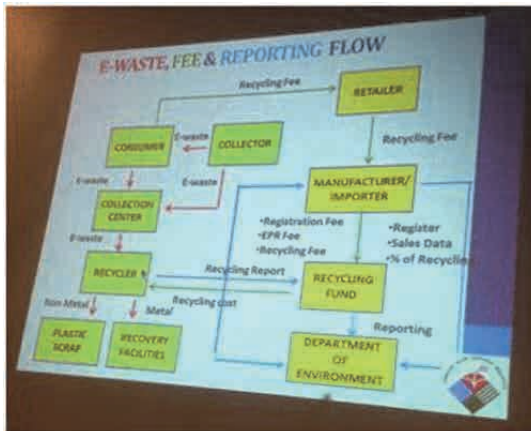 E-WASTE, FEE & REPORTING FLOW
Recycling Fee
RETAILER
CONSUMER
E-waste
COLLECTOR
Recycling Fee
E-waste
E-waste
COLLECTION
CENTER
MANUFACTURER/
IMPORTER
•Registration Fee
•EPR Fee
•Recycling Fee
•Register
•Sales Data
•% of Recycling
E-waste
RECYCLER
Recycling Report
Recycling cost
RECYCLING
FUND
Non Metal
Metal
Reporting
PLASTIC
SCRAP
RECOVERY
FACILITIES
DEPARTMENT
OF
ENVIRONMENT